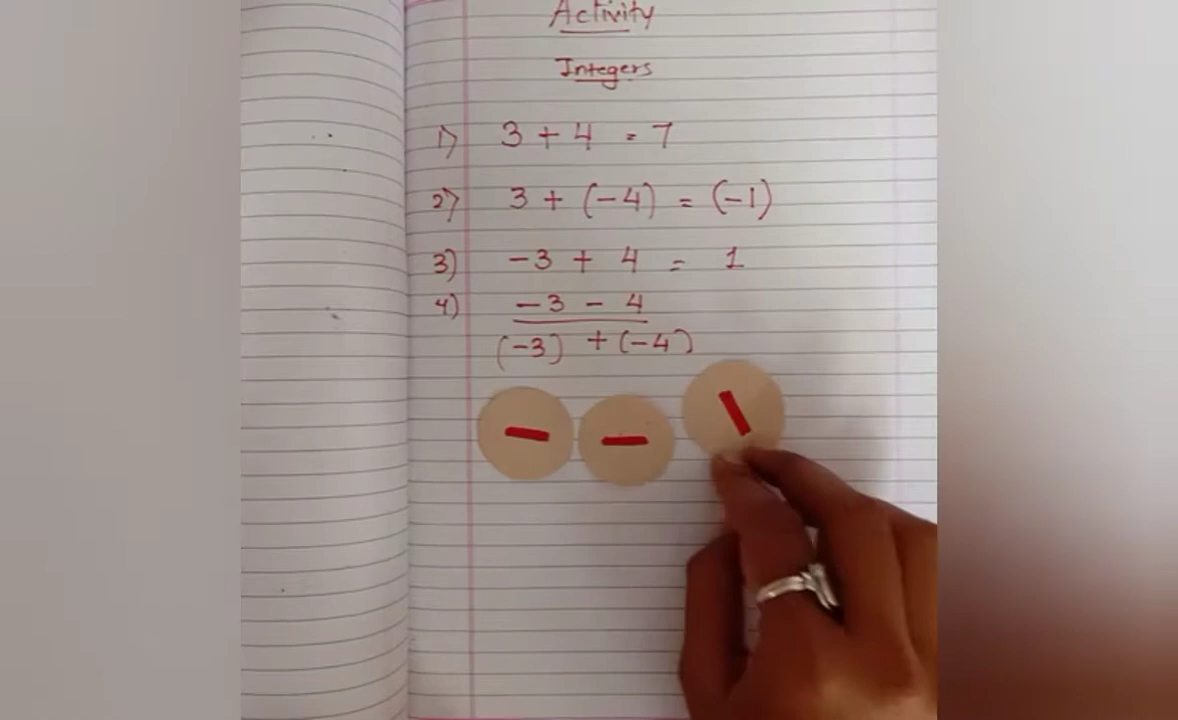 Activity
Integers
1) 3 + 4 = 7
2) 3 + (-4) = (-1)
3) -3 + 4 = 1
4) -3 - 4
(-3) + (-4)
- - -